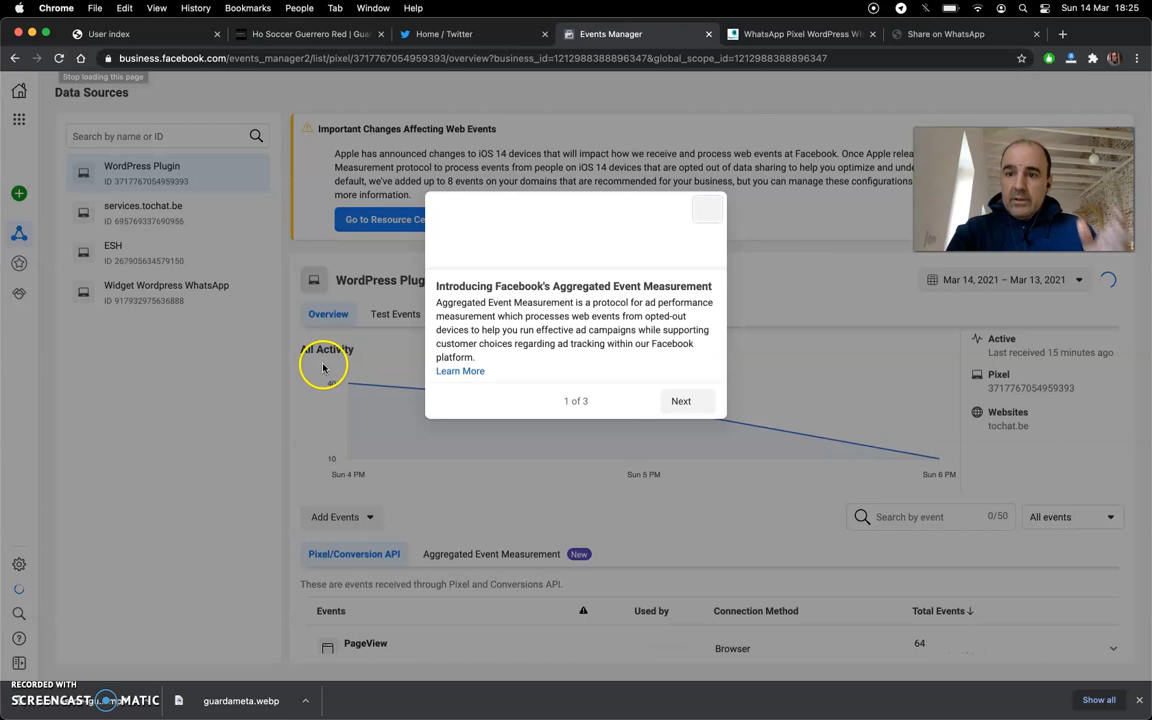 Chrome File Edit View History Bookmarks People Tab Window Help Sun 14 Mar 18:25
User index Ho Soccer Guerrero Red | Gua Home / Twitter Events Manager WhatsApp Pixel WordPress Wh Share on WhatsApp
business.facebook.com/events_manager2/list/pixel/3717767054959393/overview?business_id=1212988388896347&global_scope_id=1212988388896347
Stop loading this page
Data Sources
Search by name or ID
WordPress Plugin
ID 3717767054959393
services.tochat.be
ID 695769337690956
ESH
ID 267905634579150
Widget Wordpress WhatsApp
ID 917932975636888
Important Changes Affecting Web Events
Apple has announced changes to iOS 14 devices that will impact how we receive and process web events at Facebook. Once Apple relea
Measurement protocol to process events from people on iOS 14 devices that are opted out of data sharing to help you optimize and unde
default, we've added up to 8 events on your domains that are recommended for your business, but you can manage these configurations
more information.
Go to Resource Ce
WordPress Plug
Mar 14, 2021 – Mar 13, 2021
Overview Test Events
All Activity
40
10
Sun 4 PM Sun 5 PM Sun 6 PM
Active
Last received 15 minutes ago
Pixel
3717767054959393
Websites
tochat.be
Introducing Facebook's Aggregated Event Measurement
Aggregated Event Measurement is a protocol for ad performance
measurement which processes web events from opted-out
devices to help you run effective ad campaigns while supporting
customer choices regarding ad tracking within our Facebook
platform.
Learn More
1 of 3
Next
Add Events
Search by event 0/50
All events
Pixel/Conversion API Aggregated Event Measurement New
These are events received through Pixel and Conversions API.
Events Used by Connection Method Total Events
PageView Browser 64
RECORDED WITH
SCREENCAST MATIC
guardameta.webp
Show all